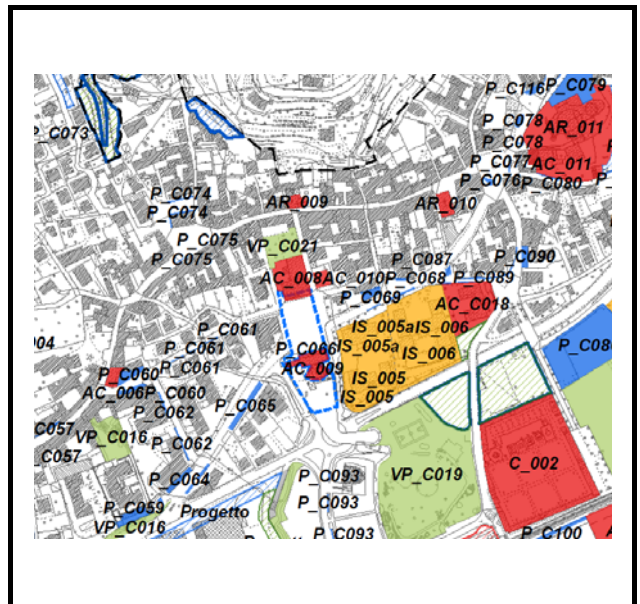 P_C116 P_C079
P_C078
AR_011
P_C073
P_C078
P_C077 AC_011
P_C076 P_C080
P_C074
AR_009 AR_010
P_C074
P_C075 VP_C021
P_C075 P_C087 P_C090
AC_008 AC_010 P_C068 P_C089
P_C069 AC_C018
P_C061 IS_005a IS_006
P_C061 P_C066 IS_005a IS_006
P_C061 AC_009
P_C060 IS_005
AC_006 P_C060 IS_005
P_C065
P_C062
VP_C016 P_C062
C057
C057
P_C064 P_C093 VP_C019 C_002
P_C059 Progetto P_C093
VP_C016 P_C093 P_C100